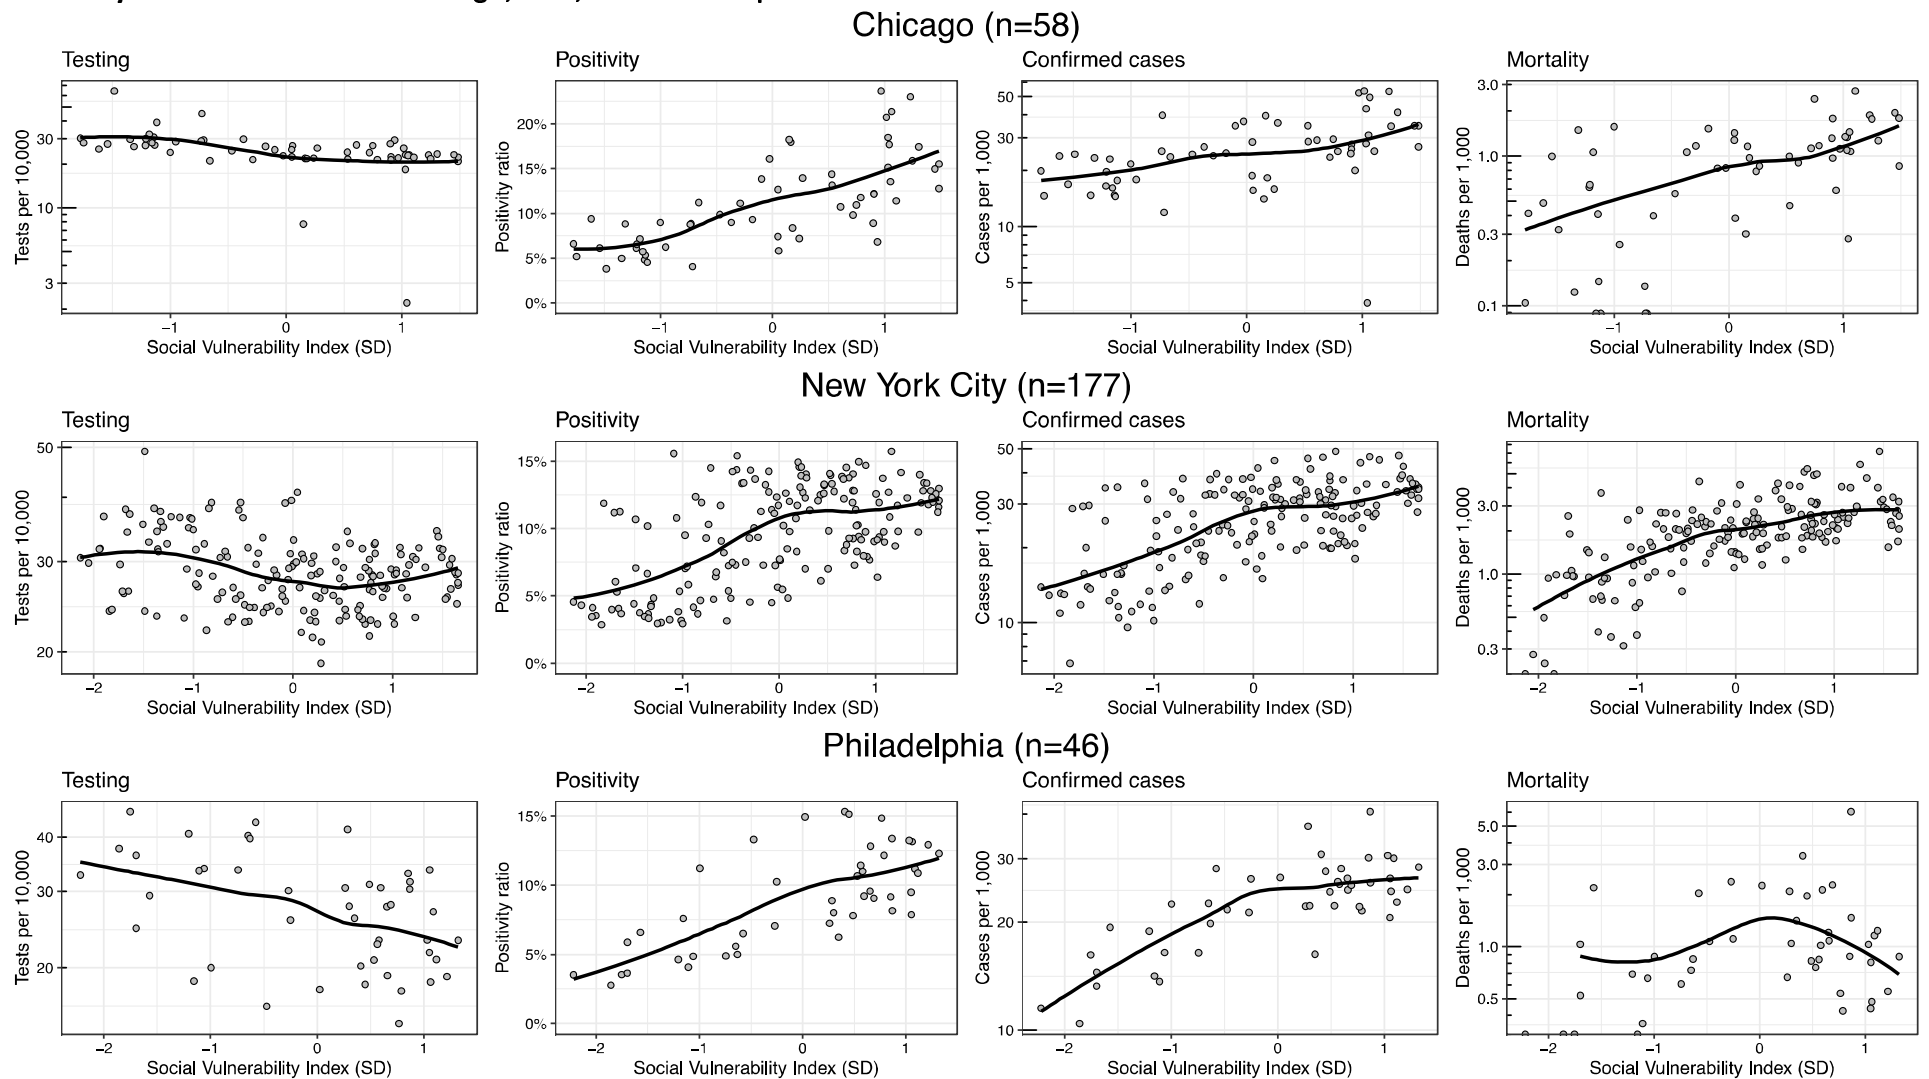 Chicago (n=58)
Testing
Positivity
Confirmed cases
Mortality
Tests per 10,000
30
10
3
−1
0
1
Social Vulnerability Index (SD)
Positivity ratio
20%
15%
10%
5%
0%
−1
0
1
Social Vulnerability Index (SD)
Cases per 1,000
50
30
10
5
−1
0
1
Social Vulnerability Index (SD)
Deaths per 1,000
3.0
1.0
0.3
0.1
−1
0
1
Social Vulnerability Index (SD)
New York City (n=177)
Testing
Positivity
Confirmed cases
Mortality
Tests per 10,000
50
30
20
−2
−1
0
1
Social Vulnerability Index (SD)
Positivity ratio
15%
10%
5%
0%
−2
−1
0
1
Social Vulnerability Index (SD)
Cases per 1,000
50
30
10
−2
−1
0
1
Social Vulnerability Index (SD)
Deaths per 1,000
3.0
1.0
0.3
−2
−1
0
1
Social Vulnerability Index (SD)
Philadelphia (n=46)
Testing
Positivity
Confirmed cases
Mortality
Tests per 10,000
40
30
20
−2
−1
0
1
Social Vulnerability Index (SD)
Positivity ratio
15%
10%
5%
0%
−2
−1
0
1
Social Vulnerability Index (SD)
Cases per 1,000
30
20
10
−2
−1
0
1
Social Vulnerability Index (SD)
Deaths per 1,000
5.0
3.0
1.0
0.5
−2
−1
0
1
Social Vulnerability Index (SD)